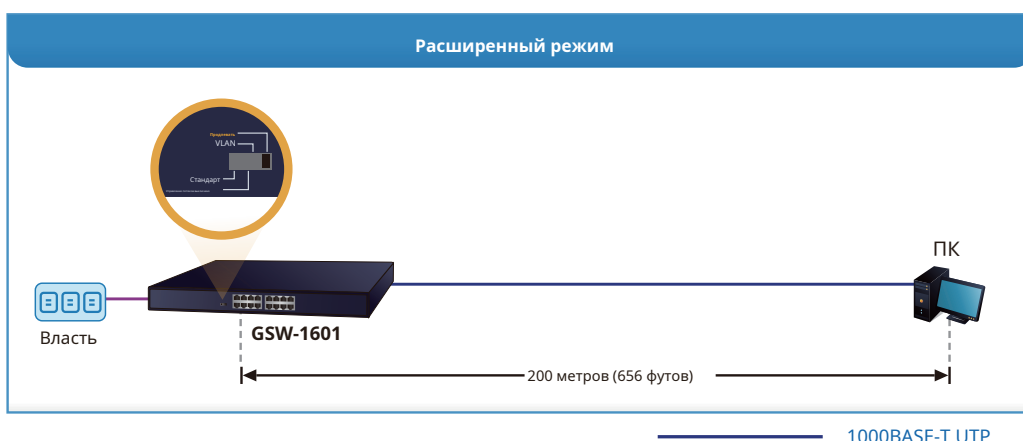 Расширенный режим
Продлевать
VLAN
Стандарт
ПК
Власть
GSW-1601
200 метров (656 футов)
1000BASE-T UTP